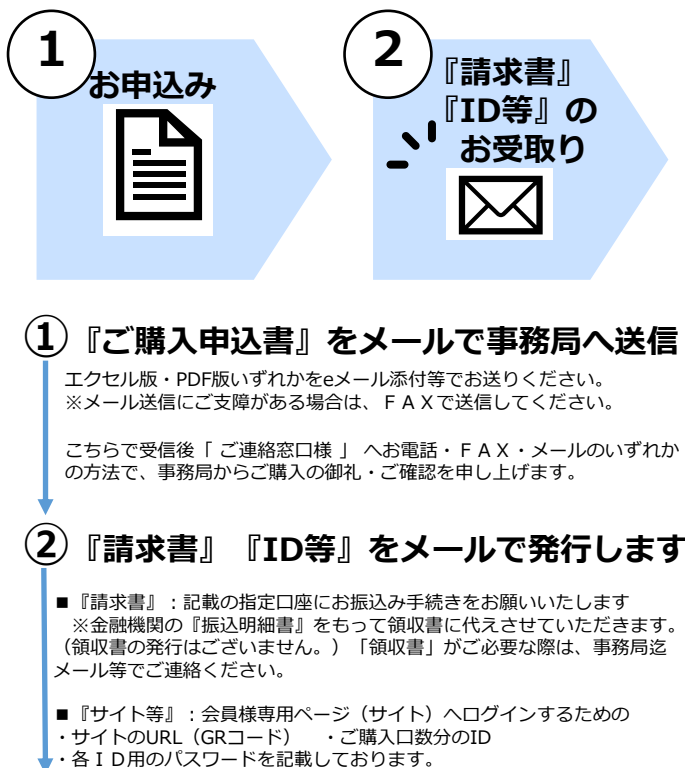 1
お申込み
2
『請求書』
『ID等』の
お受取り
①『ご購入申込書』をメールで事務局へ送信
エクセル版・PDF版いずれかをeメール添付等でお送りください。
※メール送信にご支障がある場合は、ＦＡＸで送信してください。
こちらで受信後「 ご連絡窓口様 」 へお電話・ＦＡＸ・メールのいずれか
の方法で、事務局からご購入の御礼・ご確認を申し上げます。
②『請求書』『ID等』をメールで発行します
■『請求書』：記載の指定口座にお振込み手続きをお願いいたします
※金融機関の『振込明細書』をもって領収書に代えさせていただきます。
（領収書の発行はございません。）「領収書」がご必要な際は、事務局迄
メール等でご連絡ください。
■『サイト等』：会員様専用ページ（サイト）へログインするための
・サイトのURL（GRコード）　・ご購入口数分のID
・各ＩＤ用のパスワードを記載しております。